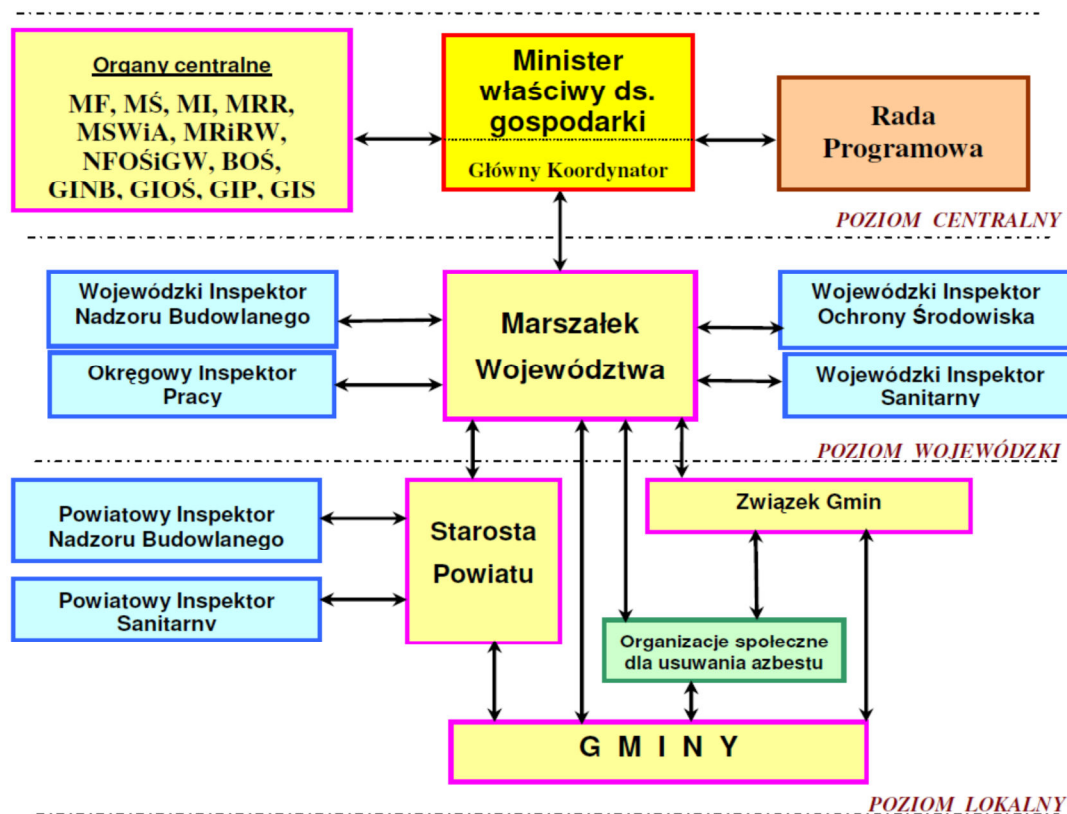 Organy centralne
MF, MŚ, MI, MRR,
MSWiA, MRiRW,
NFOŚiGW, BOŚ,
GINB, GIOŚ, GIP, GIS
Minister
właściwy ds.
gospodarki
Główny Koordynator
Rada
Programowa
POZIOM CENTRALNY
Wojewódzki Inspektor
Nadzoru Budowlanego
Okręgowy Inspektor
Pracy
Marszałek
Województwa
Wojewódzki Inspektor
Ochrony Środowiska
Wojewódzki Inspektor
Sanitarny
POZIOM WOJEWÓDZKI
Powiatowy Inspektor
Nadzoru Budowlanego
Powiatowy Inspektor
Sanitarny
Starosta
Powiatu
Związek Gmin
Organizacje społeczne
dla usuwania azbestu
G M I N Y
POZIOM LOKALNY